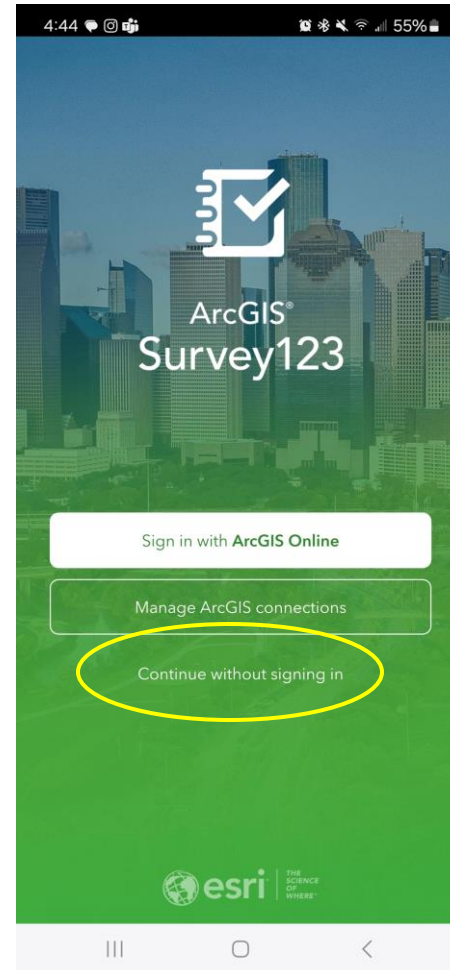 4:44 55%
ArcGIS®
Survey123
Sign in with ArcGIS Online
Manage ArcGIS connections
Continue without signing in
esri
THE
SCIENCE
OF
WHERE™